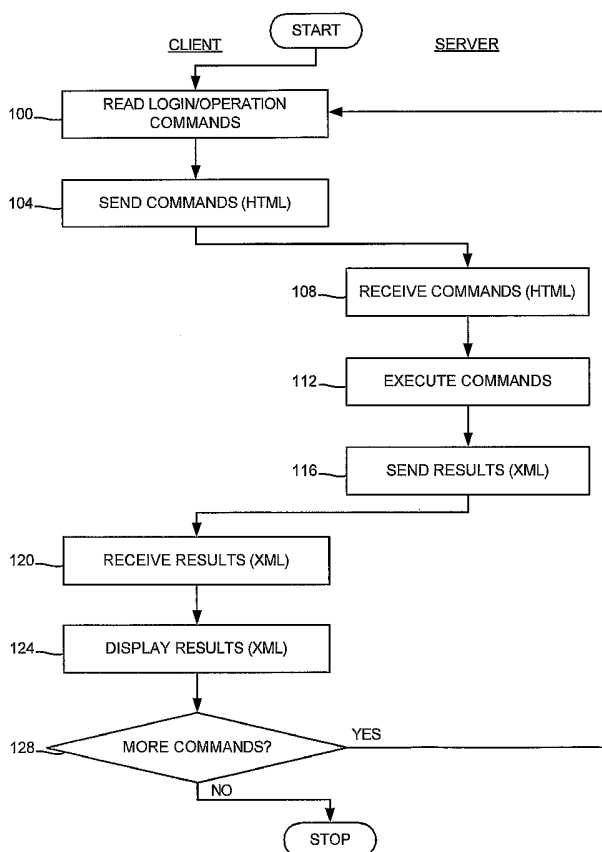 START
CLIENT
SERVER
100
READ LOGIN/OPERATION
COMMANDS
104
SEND COMMANDS (HTML)
108
RECEIVE COMMANDS (HTML)
112
EXECUTE COMMANDS
116
SEND RESULTS (XML)
120
RECEIVE RESULTS (XML)
124
DISPLAY RESULTS (XML)
128
MORE COMMANDS?
YES
NO
STOP